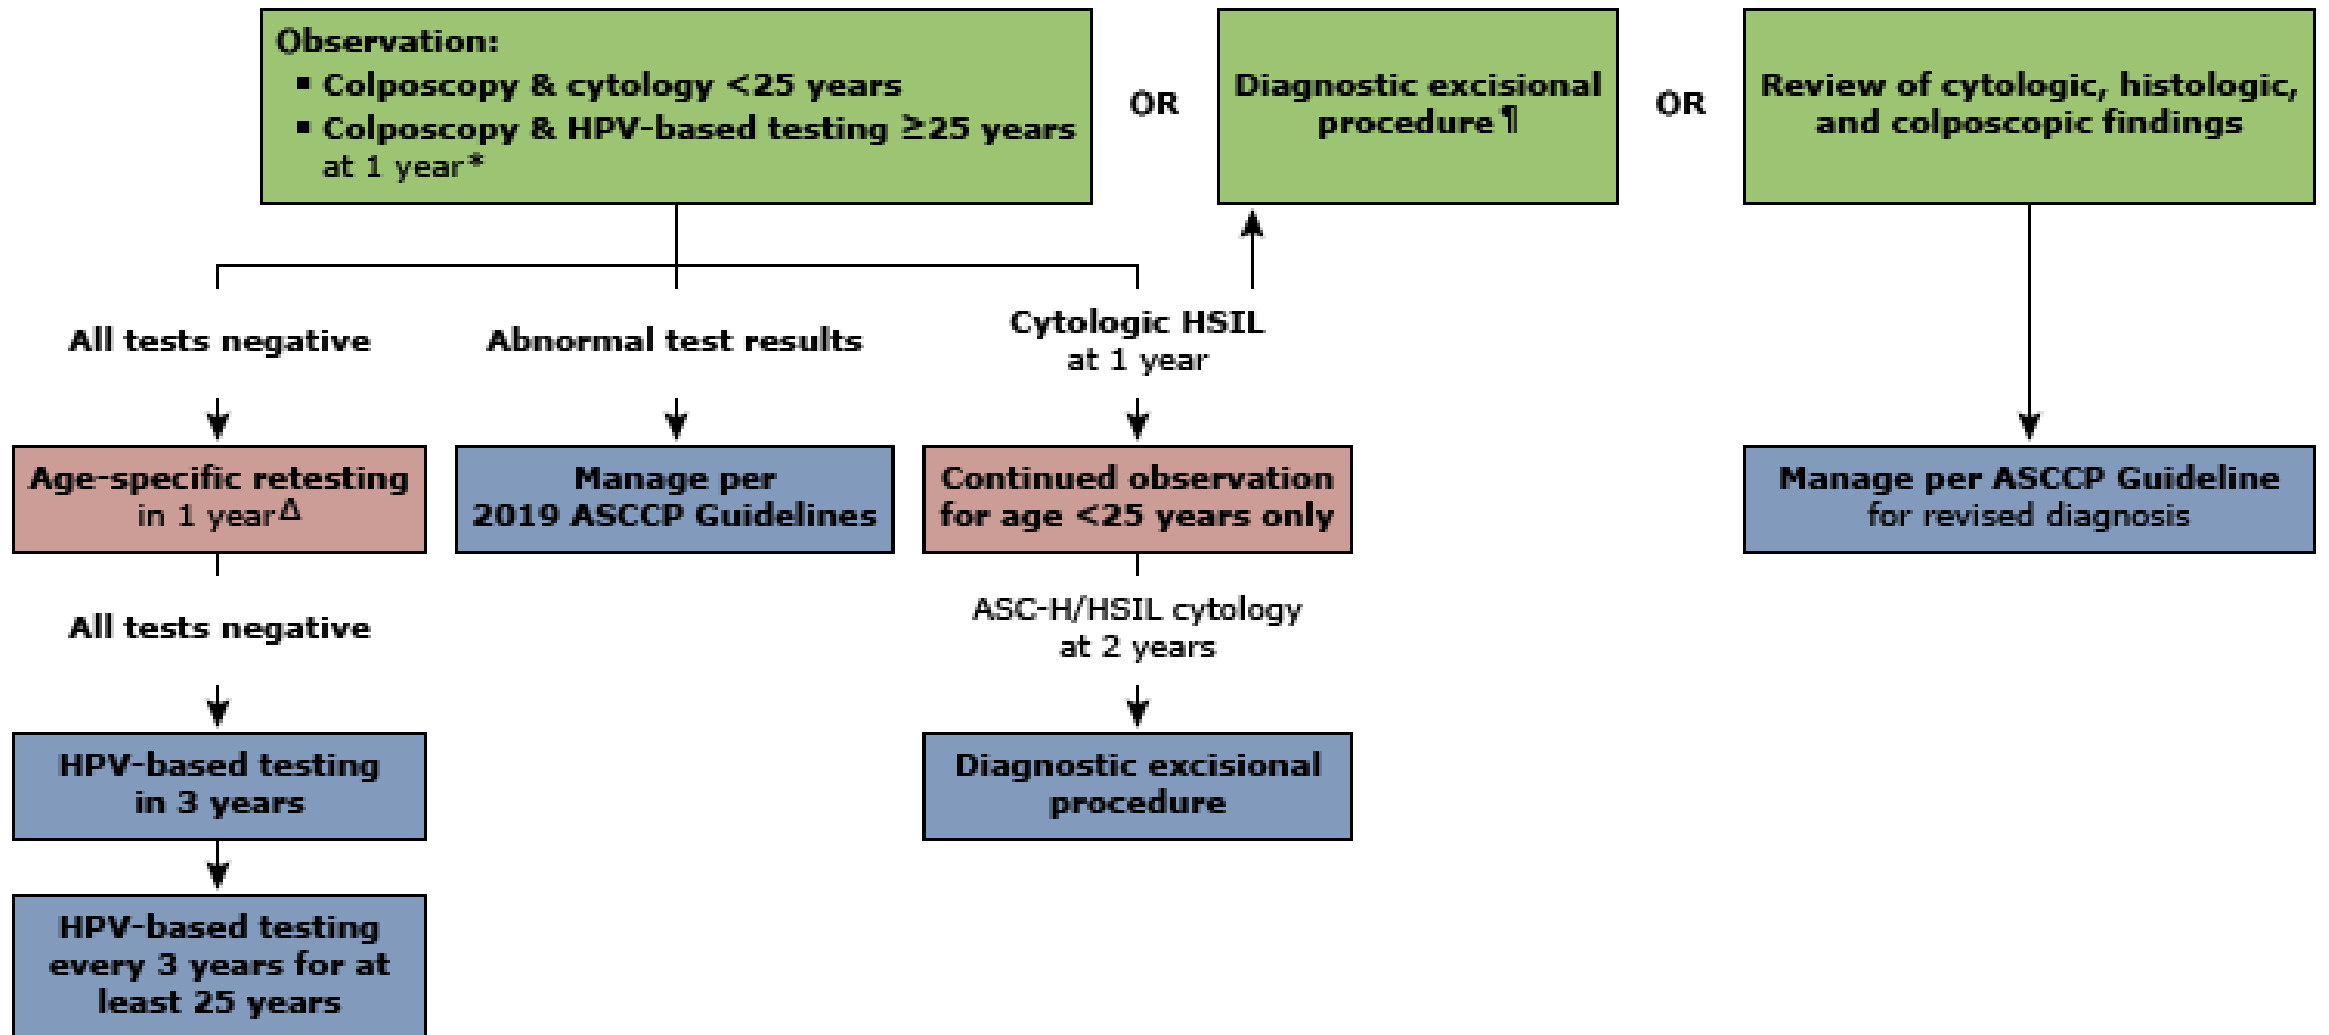 Observation:
▪ Colposcopy & cytology <25 years
▪ Colposcopy & HPV-based testing ≥25 years
at 1 year*
OR
Diagnostic excisional
procedure¶
OR
Review of cytologic, histologic,
and colposcopic findings
All tests negative
Abnormal test results
Cytologic HSIL
at 1 year
Age-specific retesting
in 1 yearΔ
Manage per
2019 ASCCP Guidelines
Continued observation
for age <25 years only
Manage per ASCCP Guideline
for revised diagnosis
All tests negative
ASC-H/HSIL cytology
at 2 years
HPV-based testing
in 3 years
Diagnostic excisional
procedure
HPV-based testing
every 3 years for at
least 25 years